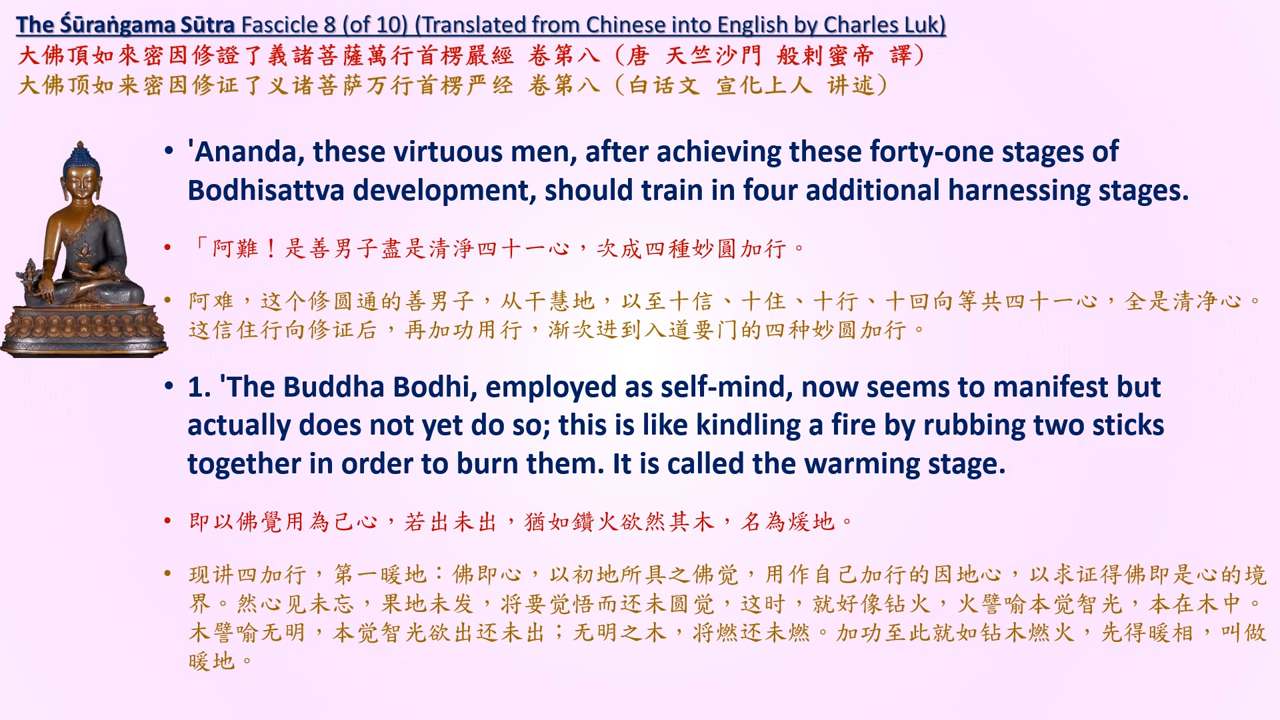 The Śūraṅgama Sūtra Fascicle 8 (of 10) (Translated from Chinese into English by Charles Luk)
大佛頂如來密因修證了義諸菩薩萬行首楞嚴經 卷第八（唐 天竺沙門 般剌蜜帝 譯）
大佛顶如来密因修证了义诸菩萨万行首楞严经 卷第八（白话文 宣化上人 讲述）
• 'Ananda, these virtuous men, after achieving these forty-one stages of
Bodhisattva development, should train in four additional harnessing stages.
• 「阿難！是善男子盡是清淨四十一心，次成四種妙圓加行。
• 阿难，这个修圆通的善男子，从干慧地，以至十信、十住、十行、十回向等共四十一心，全是清净心。
这信住行向修证后，再加功用行，渐次进到入道要门的四种妙圆加行。
• 1. 'The Buddha Bodhi, employed as self-mind, now seems to manifest but
actually does not yet do so; this is like kindling a fire by rubbing two sticks
together in order to burn them. It is called the warming stage.
• 即以佛覺用為己心，若出未出，猶如鑽火欲然其木，名為煖地。
• 现讲四加行，第一暖地：佛即心，以初地所具之佛觉，用作自己加行的因地心，以求证得佛即是心的境
界。然心见未忘，果地未发，将要觉悟而还未圆觉，这时，就好像钻火，火譬喻本觉智光，本在木中。
木譬喻无明，本觉智光欲出还未出；无明之木，将燃还未燃。加功至此就如钻木燃火，先得暖相，叫做
暖地。